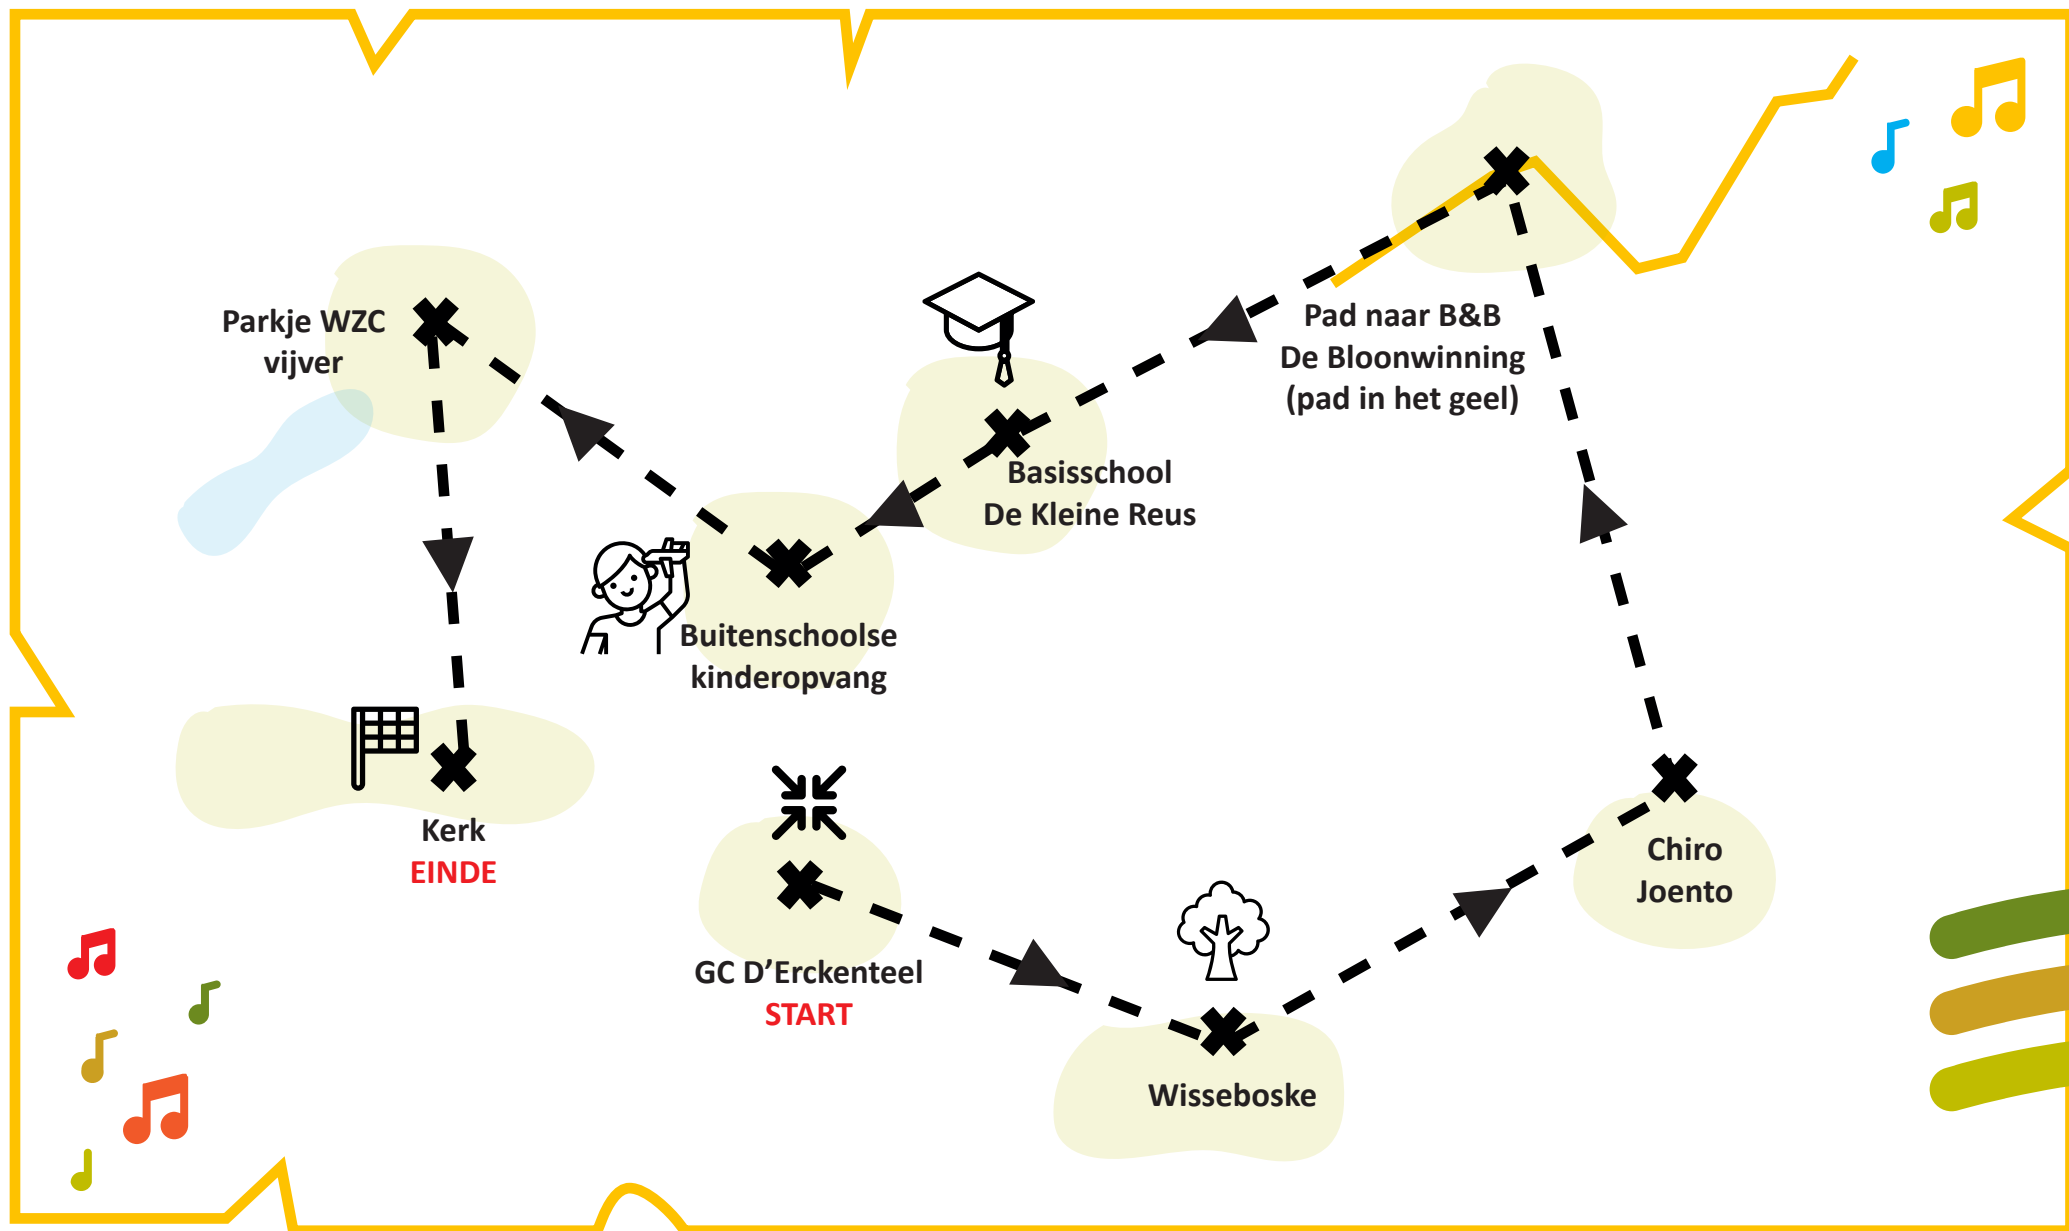 Parkje WZC
vijver
Pad naar B&B
De Bloonwinning
(pad in het geel)
Basisschool
De Kleine Reus
Buitenschoolse
kinderopvang
Kerk
EINDE
GC D’Erckenteel
START
Chiro
Joento
Wisseboske